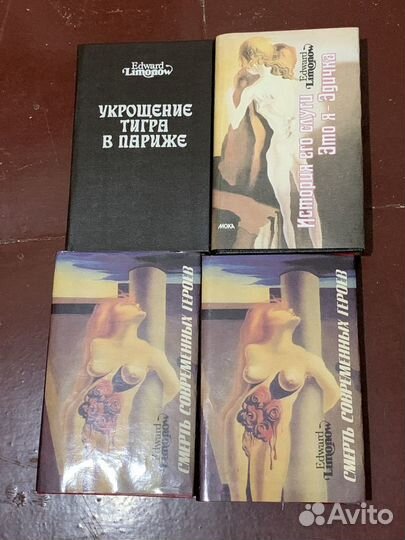 Edward
Limonow
УКРОЩЕНИЕ
ТИГРА
В ПАРИЖЕ
Edward
Limonow
История его слуги
Это я - Эдичка
МОКА
СМЕРТЬ СОВРЕМЕННЫХ ГЕРОЕВ
Edward
Limonow
СМЕРТЬ СОВРЕМЕННЫХ ГЕРОЕВ
Edward
Limonow
Avito